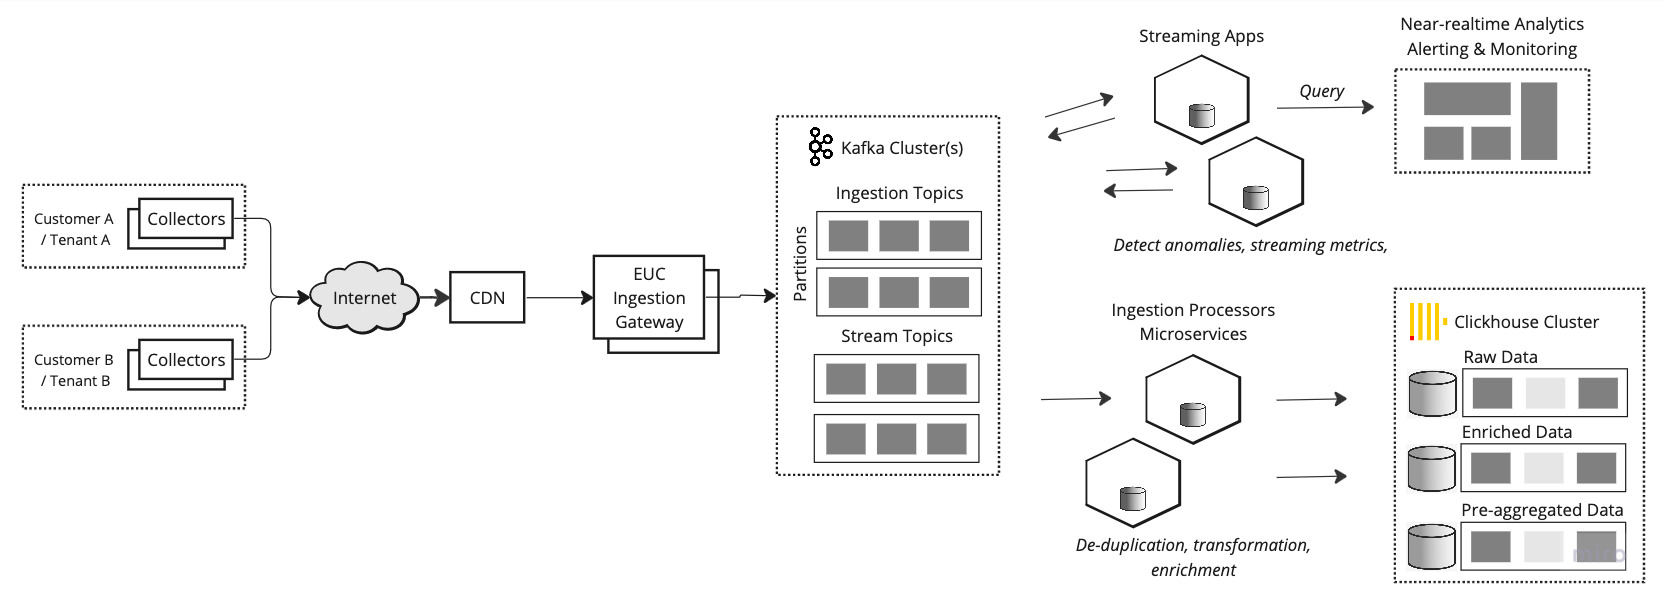 Customer A
/ Tenant A
Collectors
Customer B
/ Tenant B
Collectors
Internet
CDN
EUC
Ingestion
Gateway
Kafka Cluster(s)
Ingestion Topics
Partitions
Stream Topics
Streaming Apps
Query
Detect anomalies, streaming metrics,
Near-realtime Analytics
Alerting & Monitoring
Ingestion Processors
Microservices
De-duplication, transformation,
enrichment
Clickhouse Cluster
Raw Data
Enriched Data
Pre-aggregated Data
miro